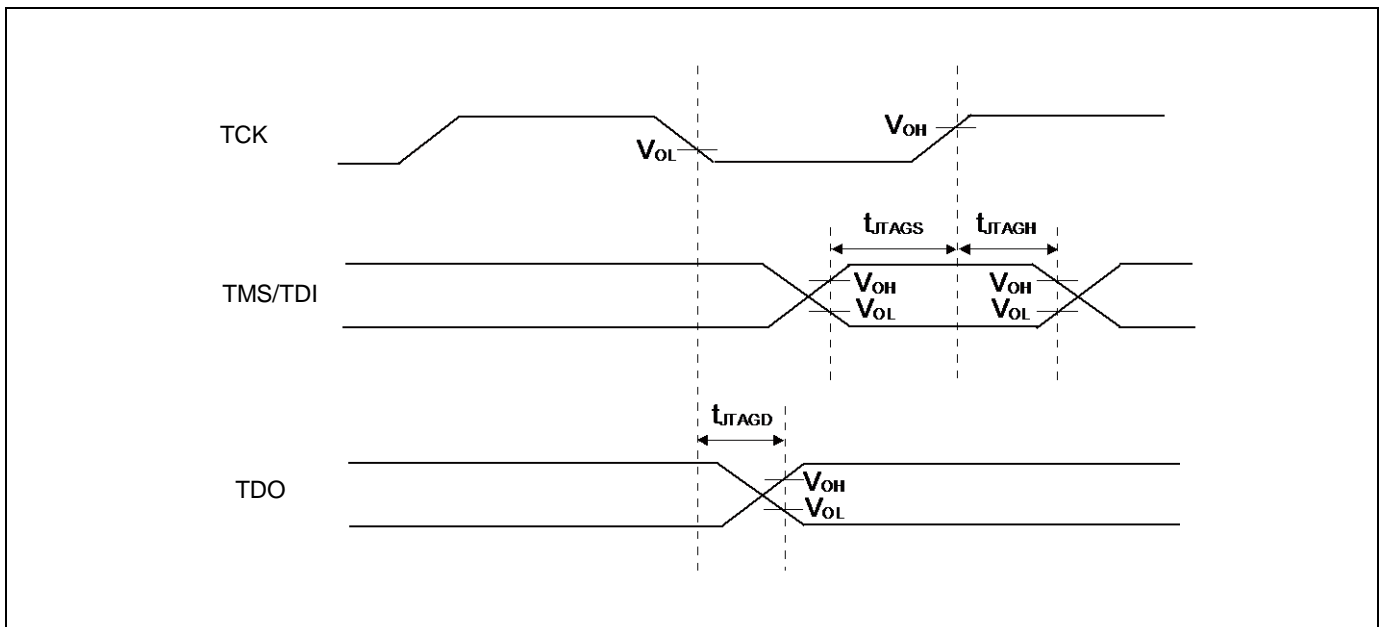 TCK
VOL
VOH
tJTAGS
tJTAGH
TMS/TDI
VOH
VOL
VOH
VOL
tJTAGD
TDO
VOH
VOL